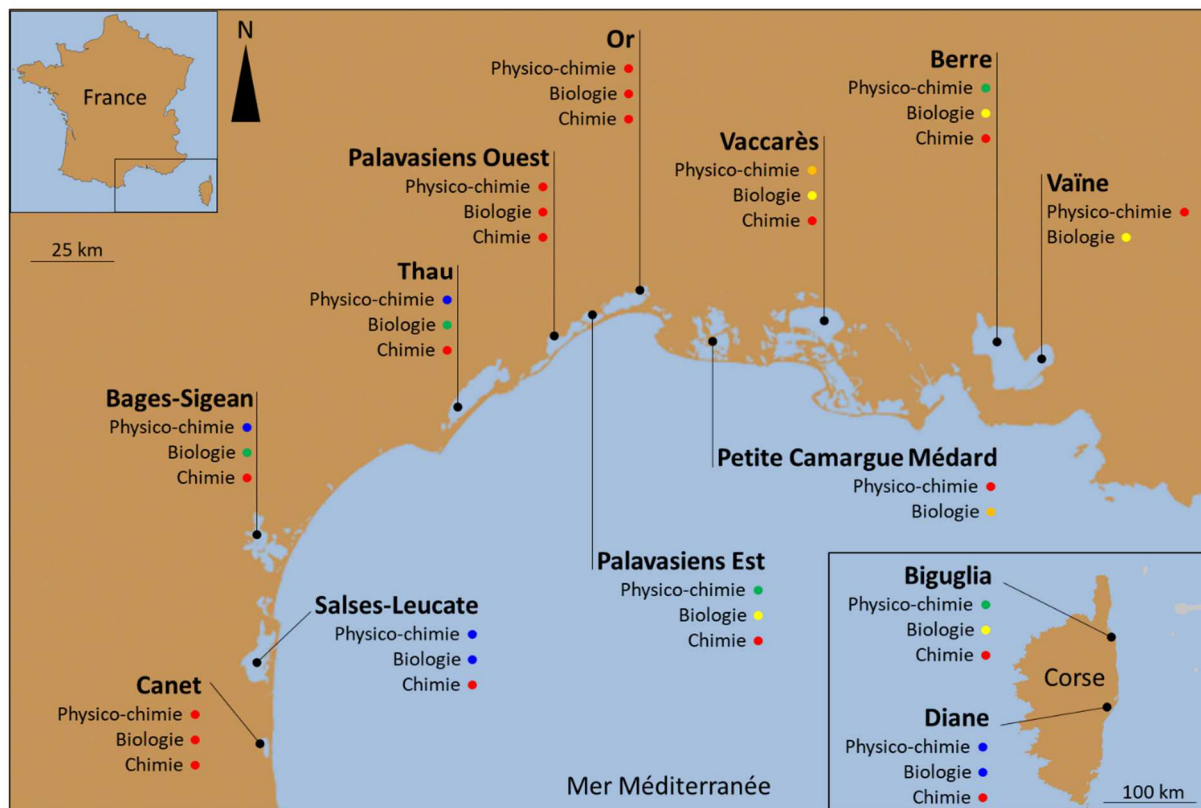 France
N
25 km
Or
Physico-chimie
Biologie
Chimie
Berre
Physico-chimie
Biologie
Chimie
Palavasiens Ouest
Physico-chimie
Biologie
Chimie
Vaccarès
Physico-chimie
Biologie
Chimie
Vaïne
Physico-chimie
Biologie
Thau
Physico-chimie
Biologie
Chimie
Bages-Sigean
Physico-chimie
Biologie
Chimie
Petite Camargue Médard
Physico-chimie
Biologie
Palavasiens Est
Physico-chimie
Biologie
Chimie
Salses-Leucate
Physico-chimie
Biologie
Chimie
Canet
Physico-chimie
Biologie
Chimie
Mer Méditerranée
Biguglia
Physico-chimie
Biologie
Chimie
Corse
Diane
Physico-chimie
Biologie
Chimie
100 km